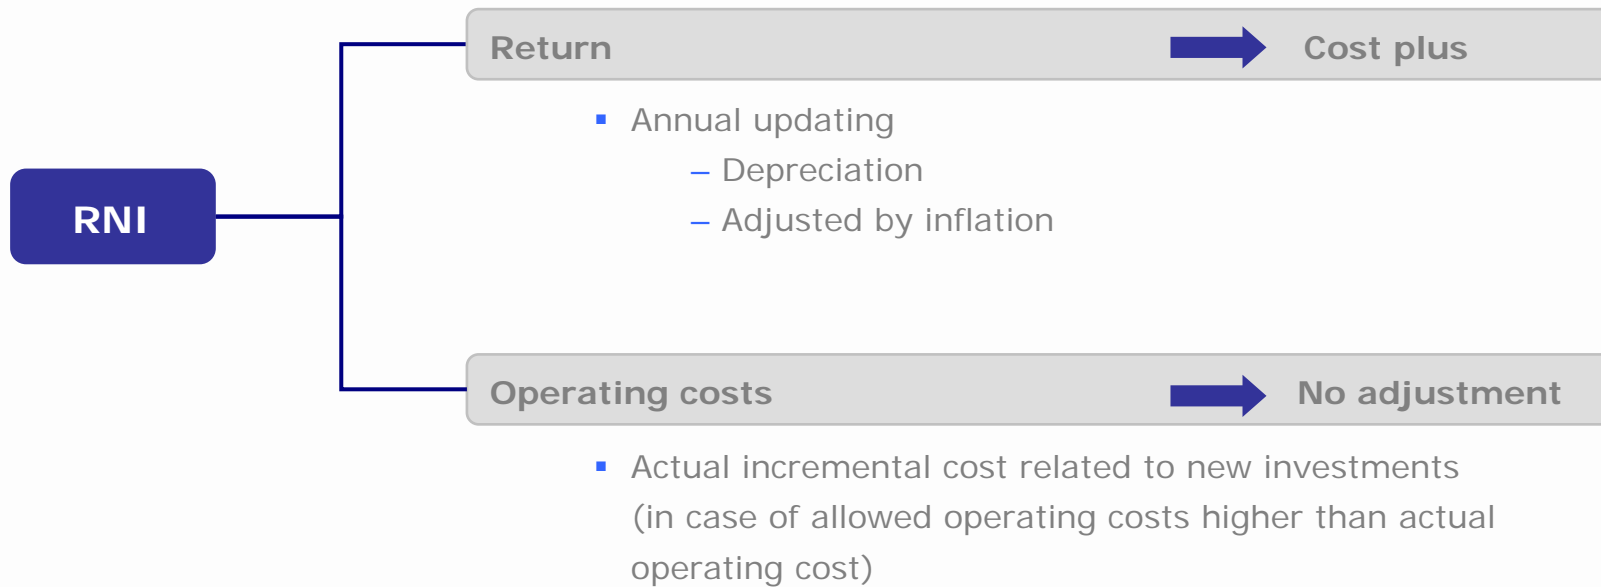 Return Cost plus
▪ Annual updating
– Depreciation
– Adjusted by inflation
RNI
Operating costs No adjustment
▪ Actual incremental cost related to new investments
(in case of allowed operating costs higher than actual
operating cost)